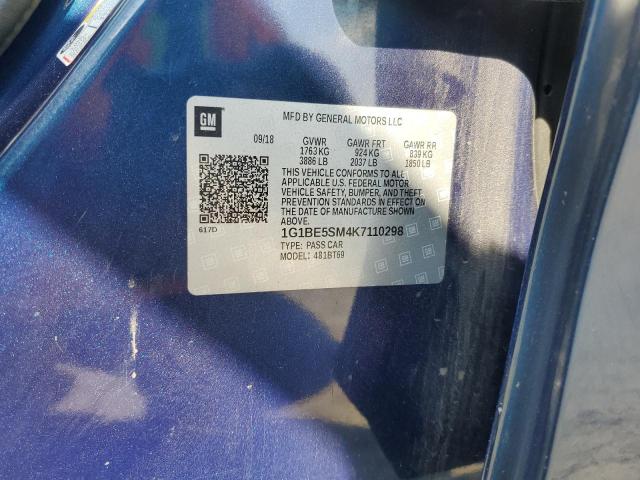 GM
MFD BY GENERAL MOTORS LLC
09/18 GVWR GAWR FRT GAWR RR
1763 KG 924 KG 839 KG
3886 LB 2037 LB 1850 LB
THIS VEHICLE CONFORMS TO ALL
APPLICABLE U.S. FEDERAL MOTOR
VEHICLE SAFETY, BUMPER, AND THEFT
PREVENTION STANDARDS IN EFFECT ON
THE DATE OF MANUFACTURE SHOWN
ABOVE.
617D
1G1BE5SM4K7110298
TYPE: PASS CAR
MODEL: 481BT69